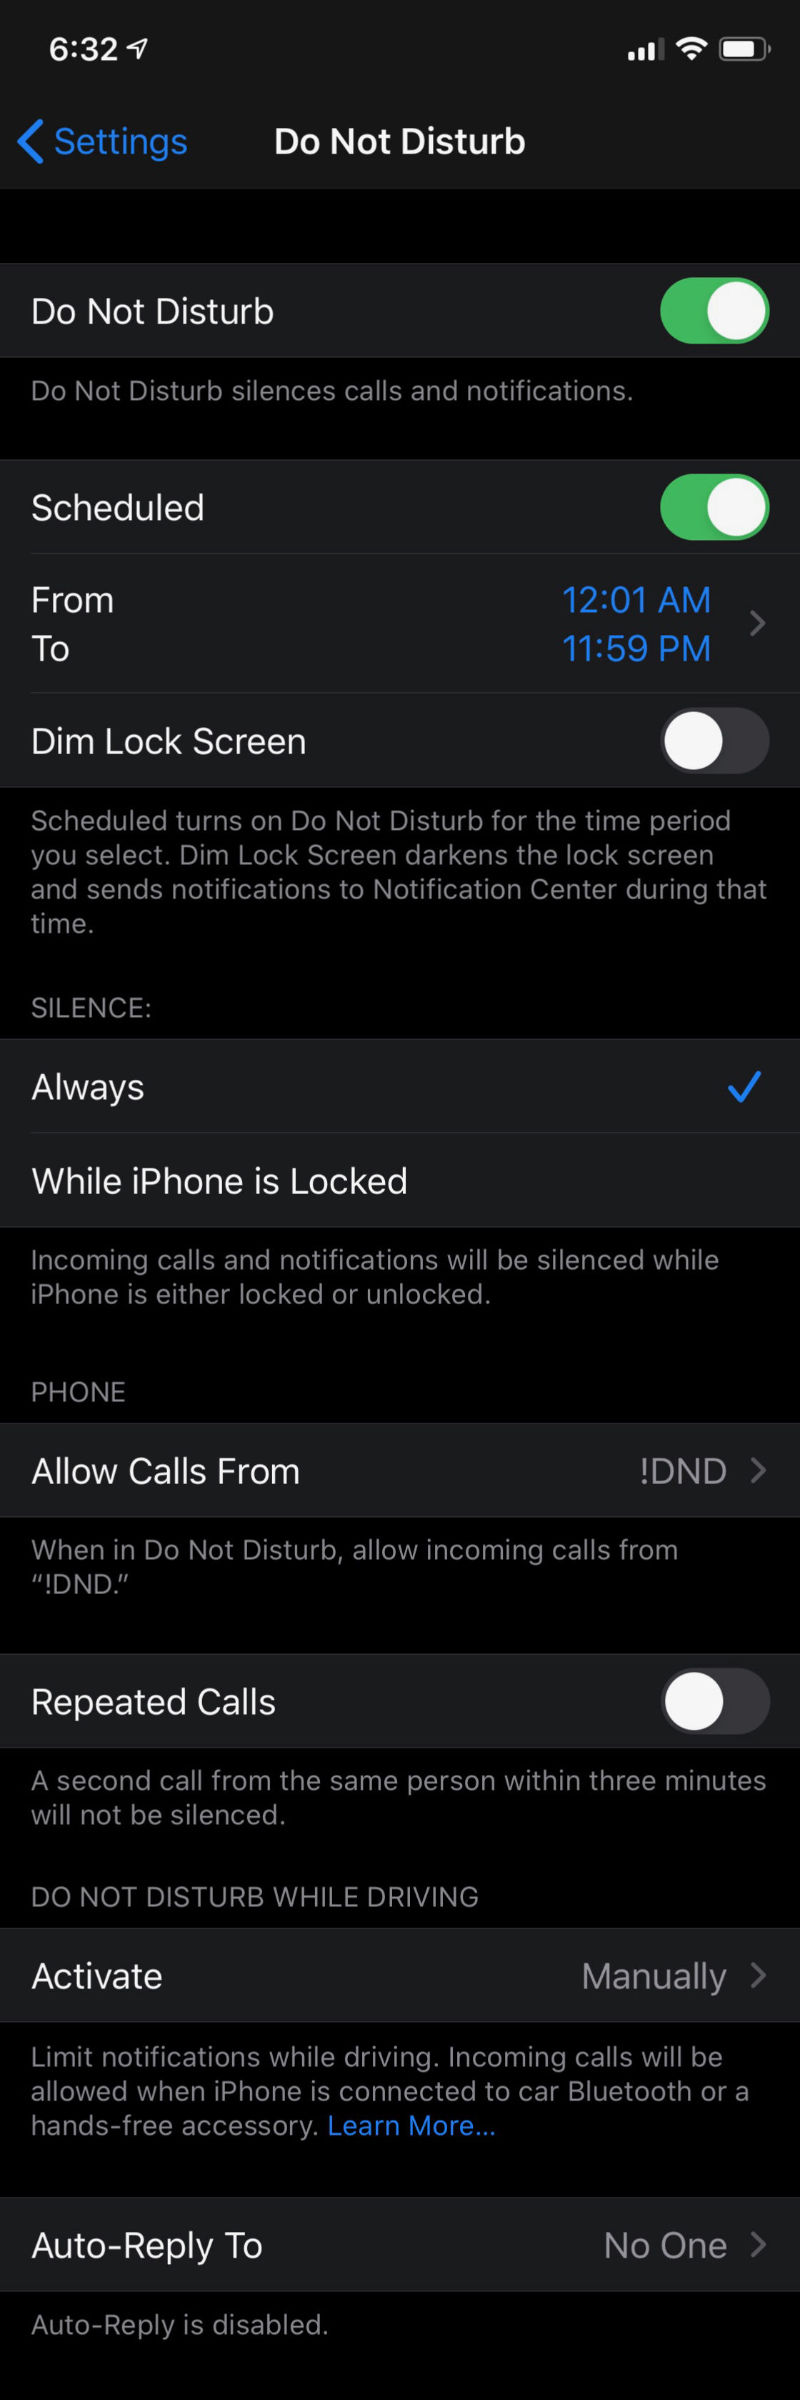 6:32
Settings
Do Not Disturb
Do Not Disturb
Do Not Disturb silences calls and notifications.
Scheduled
From 12:01 AM
To 11:59 PM
Dim Lock Screen
Scheduled turns on Do Not Disturb for the time period
you select. Dim Lock Screen darkens the lock screen
and sends notifications to Notification Center during that
time.
SILENCE:
Always
While iPhone is Locked
Incoming calls and notifications will be silenced while
iPhone is either locked or unlocked.
PHONE
Allow Calls From !DND
When in Do Not Disturb, allow incoming calls from
“!DND.”
Repeated Calls
A second call from the same person within three minutes
will not be silenced.
DO NOT DISTURB WHILE DRIVING
Activate Manually
Limit notifications while driving. Incoming calls will be
allowed when iPhone is connected to car Bluetooth or a
hands-free accessory. Learn More...
Auto-Reply To No One
Auto-Reply is disabled.